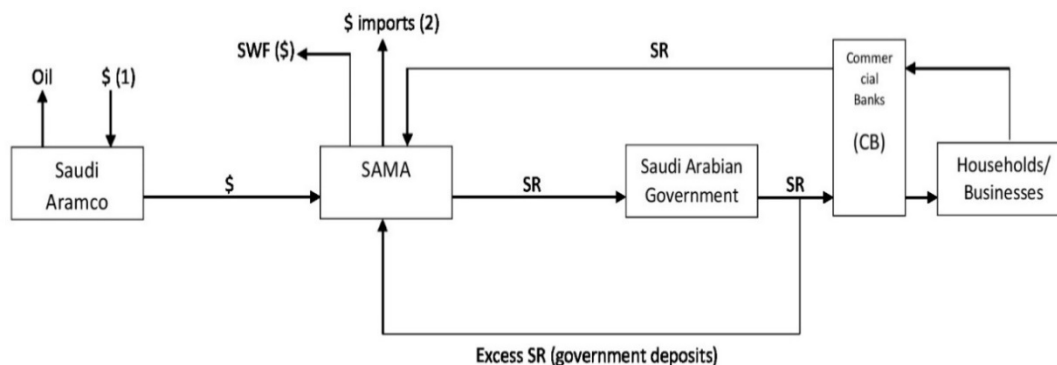 $ imports (2)
SWF ($)
SR
Oil
$ (1)
Commer
cial
Banks
(CB)
Saudi
Aramco
$
SAMA
SR
Saudi Arabian
Government
SR
Households/
Businesses
Excess SR (government deposits)